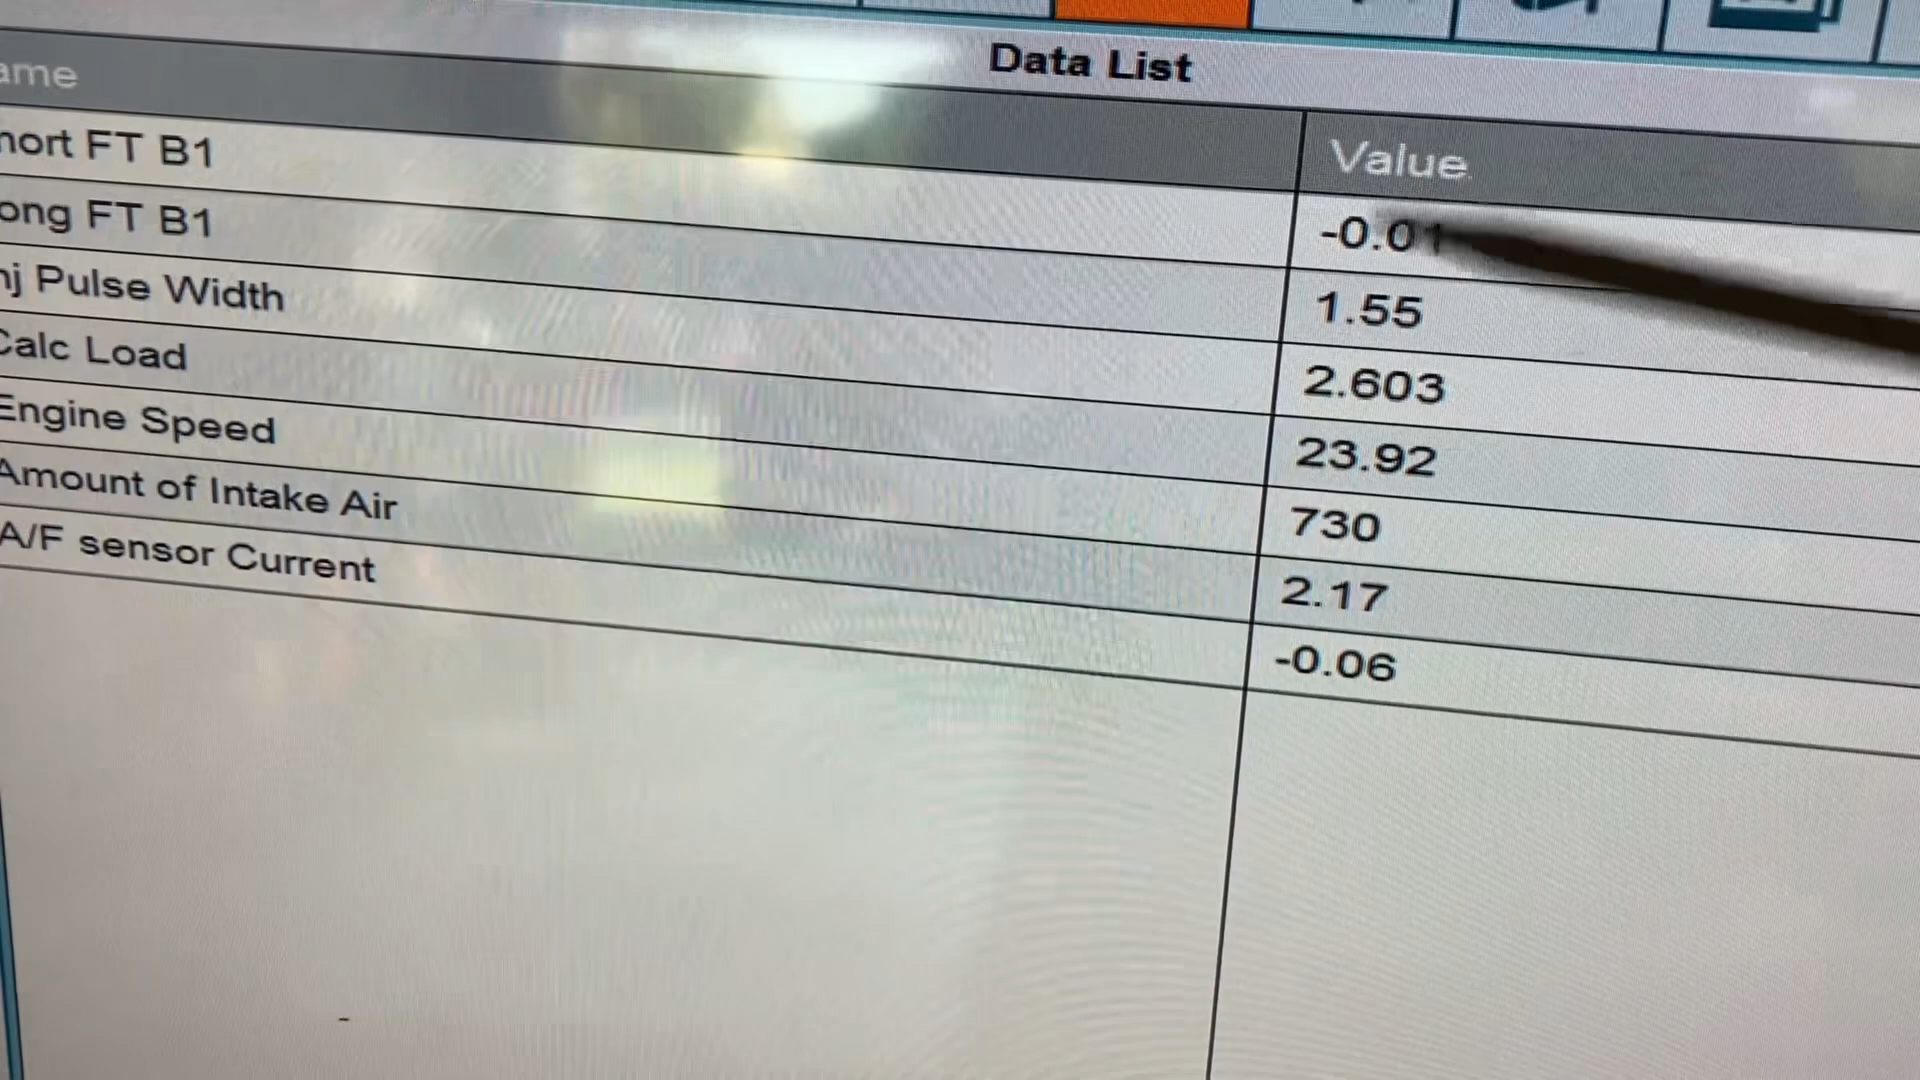 Data List
ame Value
hort FT B1 -0.01
ong FT B1 1.55
nj Pulse Width 2.603
Calc Load 23.92
Engine Speed 730
Amount of Intake Air 2.17
A/F sensor Current -0.06